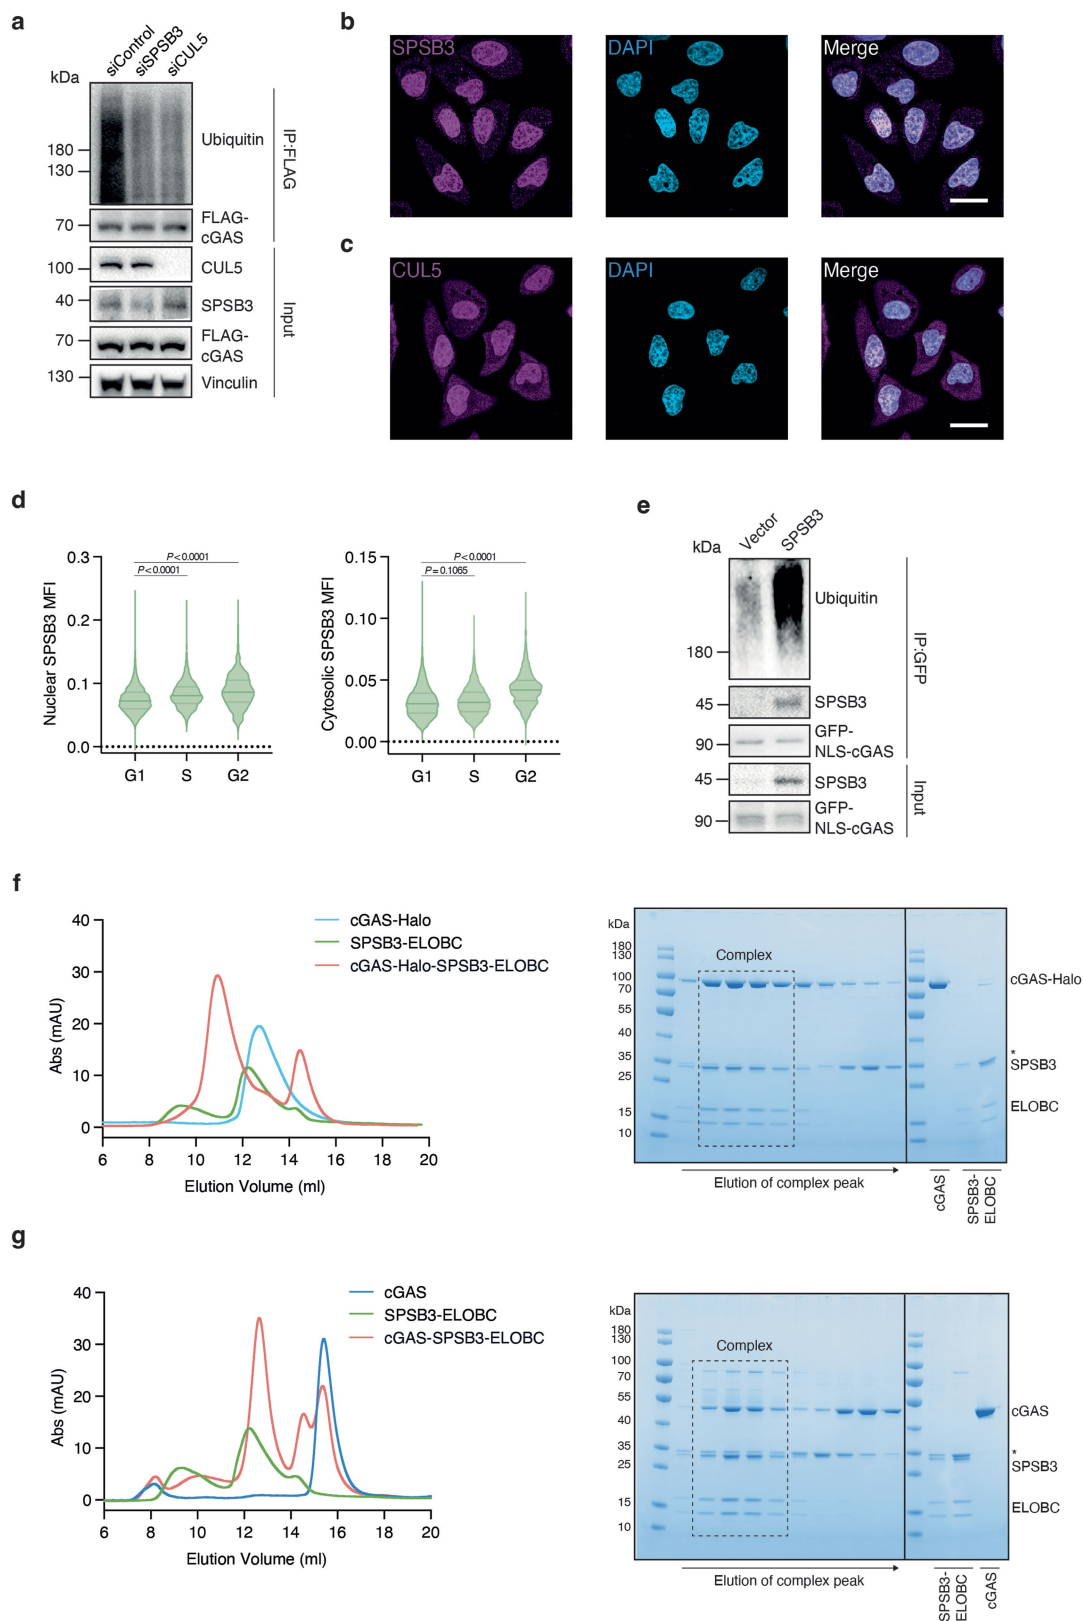 a
siControl
siSPSB3
siCUL5
kDa
180
130
Ubiquitin
IP:FLAG
70
FLAG-
cGAS
100
CUL5
40
SPSB3
Input
70
FLAG-
cGAS
130
Vinculin
b
SPSB3
DAPI
Merge
c
CUL5
DAPI
Merge
d
Nuclear SPSB3 MFI
0.3
0.2
0.1
0.0
P<0.0001
P<0.0001
G1 S G2
Cytosolic SPSB3 MFI
0.15
0.10
0.05
0.00
P<0.0001
P=0.1065
G1 S G2
e
Vector
SPSB3
kDa
Ubiquitin
180
IP:GFP
45
SPSB3
90
GFP-
NLS-cGAS
45
SPSB3
Input
90
GFP-
NLS-cGAS
f
Abs (mAU)
40
30
20
10
0
6 8 10 12 14 16 18 20
Elution Volume (ml)
cGAS-Halo
SPSB3-ELOBC
cGAS-Halo-SPSB3-ELOBC
kDa
180
130
100
70
55
40
35
25
15
10
Complex
cGAS-Halo
*
SPSB3
ELOBC
Elution of complex peak
cGAS
SPSB3-
ELOBC
g
Abs (mAU)
40
30
20
10
0
6 8 10 12 14 16 18 20
Elution Volume (ml)
cGAS
SPSB3-ELOBC
cGAS-SPSB3-ELOBC
kDa
180
130
100
70
55
40
35
25
15
10
Complex
cGAS
*
SPSB3
ELOBC
Elution of complex peak
SPSB3-
ELOBC
cGAS